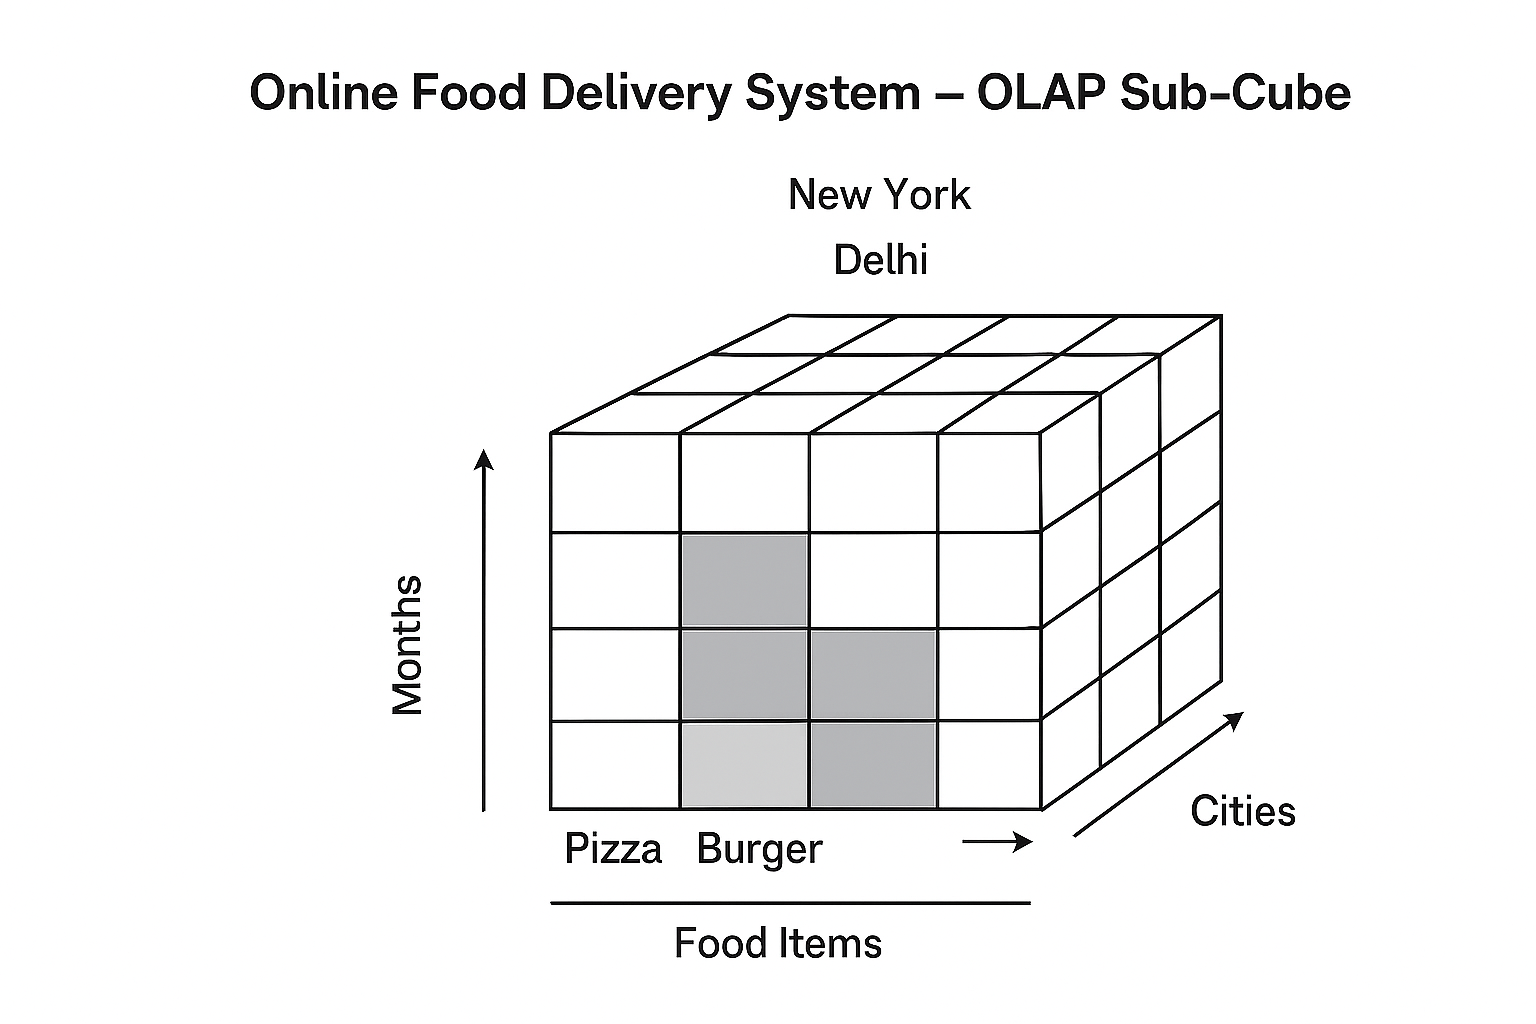 Online Food Delivery System – OLAP Sub-Cube
New York
Delhi
Months
Pizza Burger
Cities
Food Items